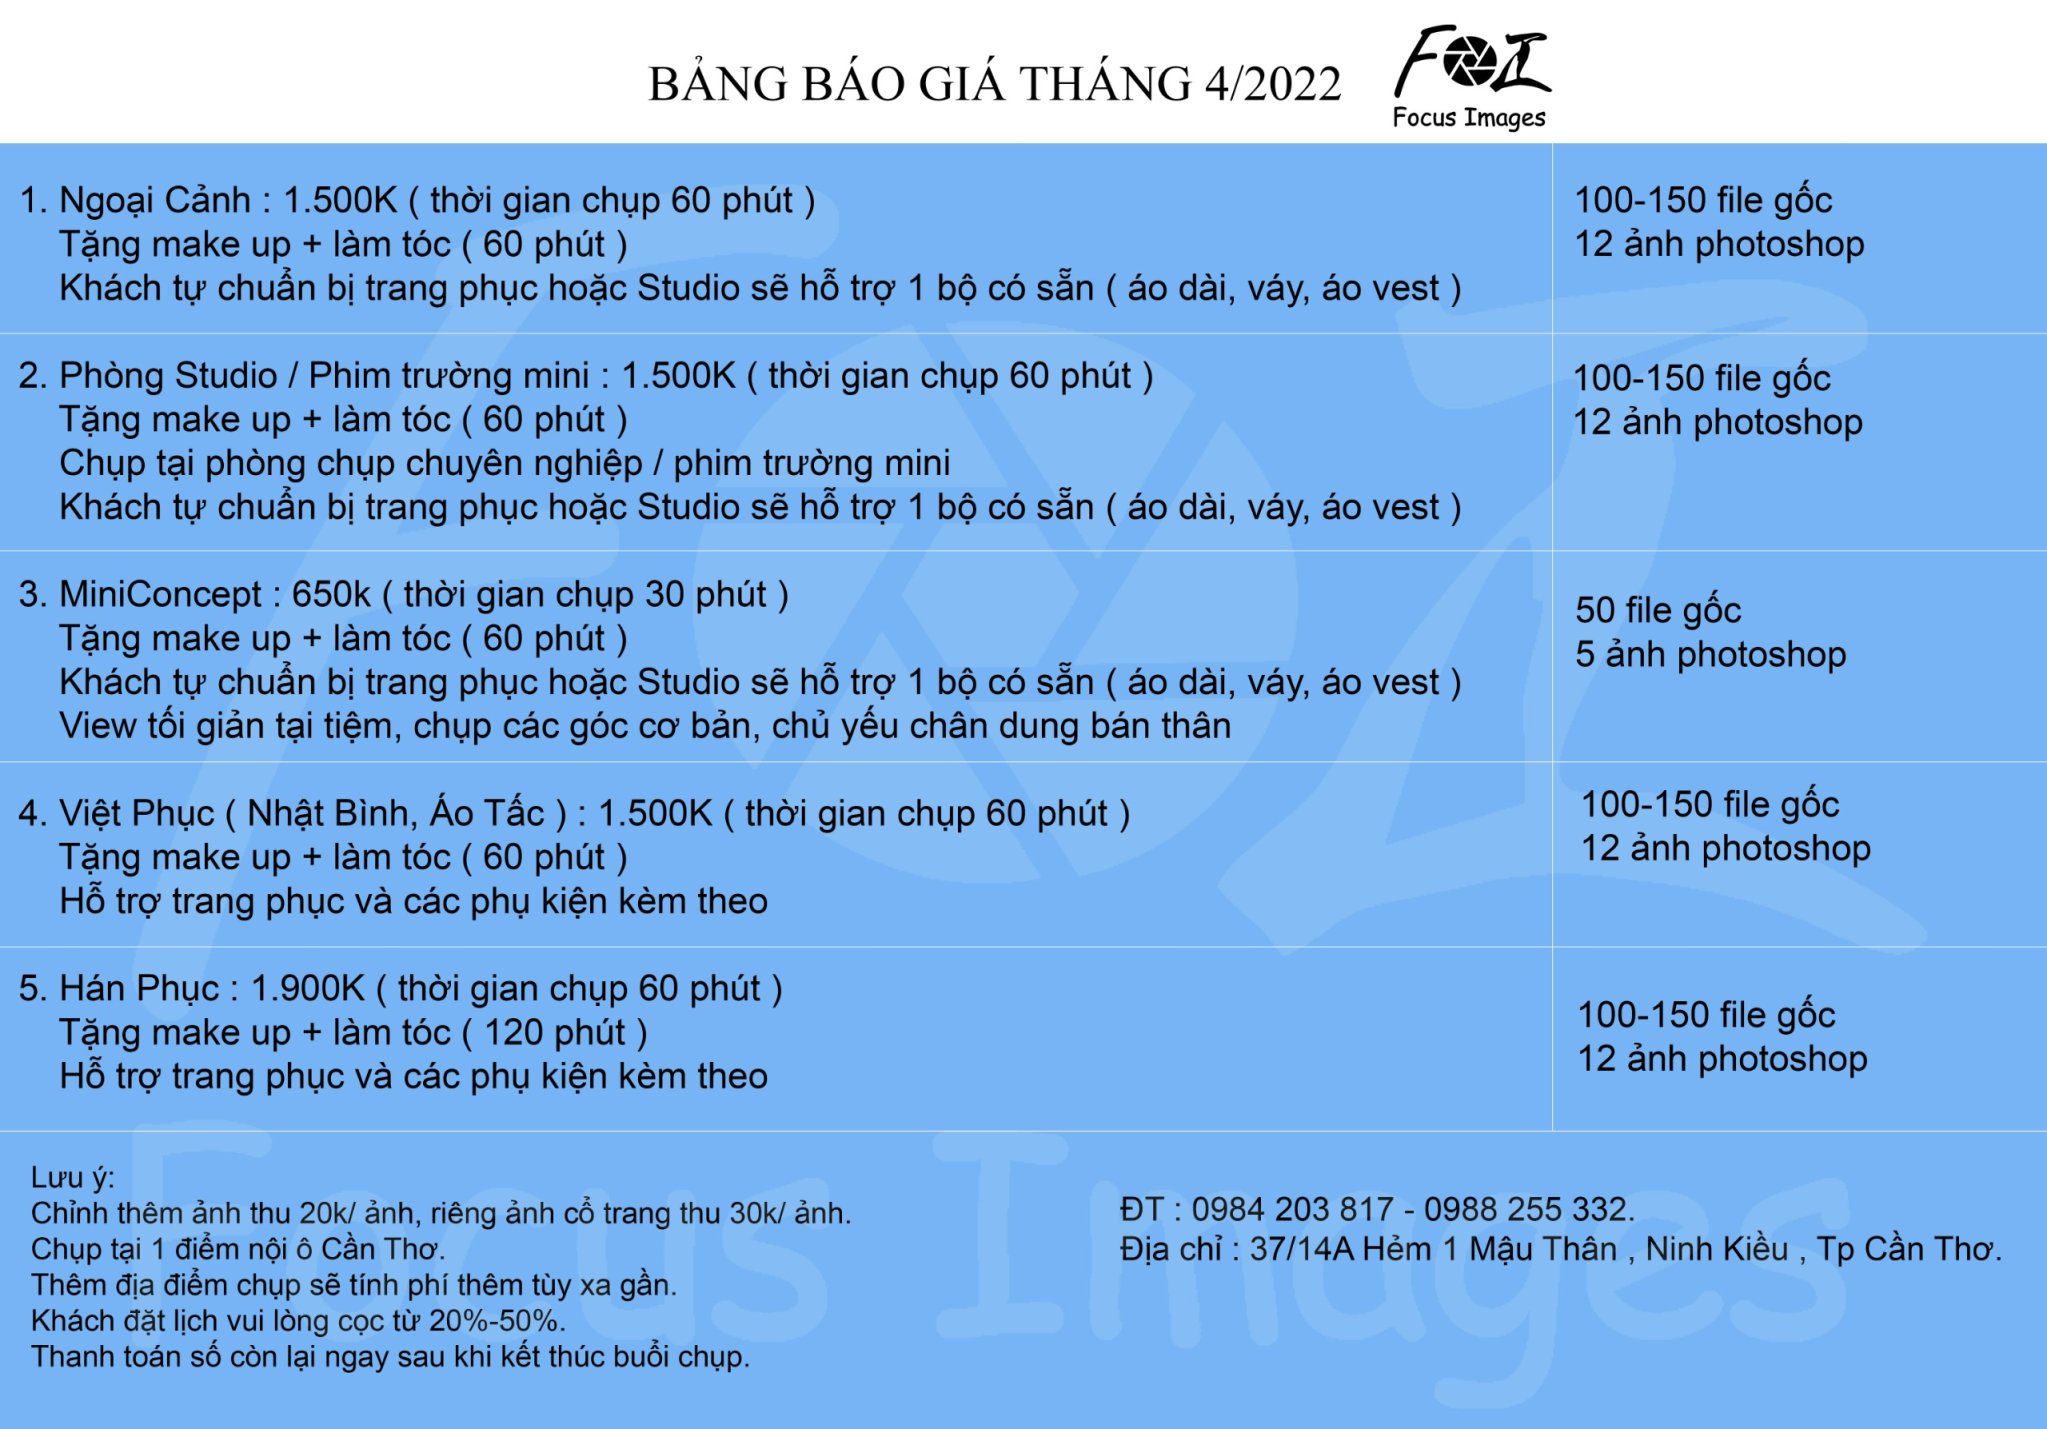 BẢNG BÁO GIÁ THÁNG 4/2022
FOI
Focus Images
1. Ngoại Cảnh : 1.500K ( thời gian chụp 60 phút )
Tặng make up + làm tóc ( 60 phút )
Khách tự chuẩn bị trang phục hoặc Studio sẽ hỗ trợ 1 bộ có sẵn ( áo dài, váy, áo vest )
100-150 file gốc
12 ảnh photoshop
2. Phòng Studio / Phim trường mini : 1.500K ( thời gian chụp 60 phút )
Tặng make up + làm tóc ( 60 phút )
Chụp tại phòng chụp chuyên nghiệp / phim trường mini
Khách tự chuẩn bị trang phục hoặc Studio sẽ hỗ trợ 1 bộ có sẵn ( áo dài, váy, áo vest )
100-150 file gốc
12 ảnh photoshop
3. MiniConcept : 650k ( thời gian chụp 30 phút )
Tặng make up + làm tóc ( 60 phút )
Khách tự chuẩn bị trang phục hoặc Studio sẽ hỗ trợ 1 bộ có sẵn ( áo dài, váy, áo vest )
View tối giản tại tiệm, chụp các góc cơ bản, chủ yếu chân dung bán thân
50 file gốc
5 ảnh photoshop
4. Việt Phục ( Nhật Bình, Áo Tấc ) : 1.500K ( thời gian chụp 60 phút )
Tặng make up + làm tóc ( 60 phút )
Hỗ trợ trang phục và các phụ kiện kèm theo
100-150 file gốc
12 ảnh photoshop
5. Hán Phục : 1.900K ( thời gian chụp 60 phút )
Tặng make up + làm tóc ( 120 phút )
Hỗ trợ trang phục và các phụ kiện kèm theo
100-150 file gốc
12 ảnh photoshop
Lưu ý:
Chỉnh thêm ảnh thu 20k/ ảnh, riêng ảnh cổ trang thu 30k/ ảnh.
Chụp tại 1 điểm nội ô Cần Thơ.
Thêm địa điểm chụp sẽ tính phí thêm tùy xa gần.
Khách đặt lịch vui lòng cọc từ 20%-50%.
Thanh toán số còn lại ngay sau khi kết thúc buổi chụp.
ĐT : 0984 203 817 - 0988 255 332.
Địa chỉ : 37/14A Hẻm 1 Mậu Thân , Ninh Kiều , Tp Cần Thơ.
FOI
Focus Images